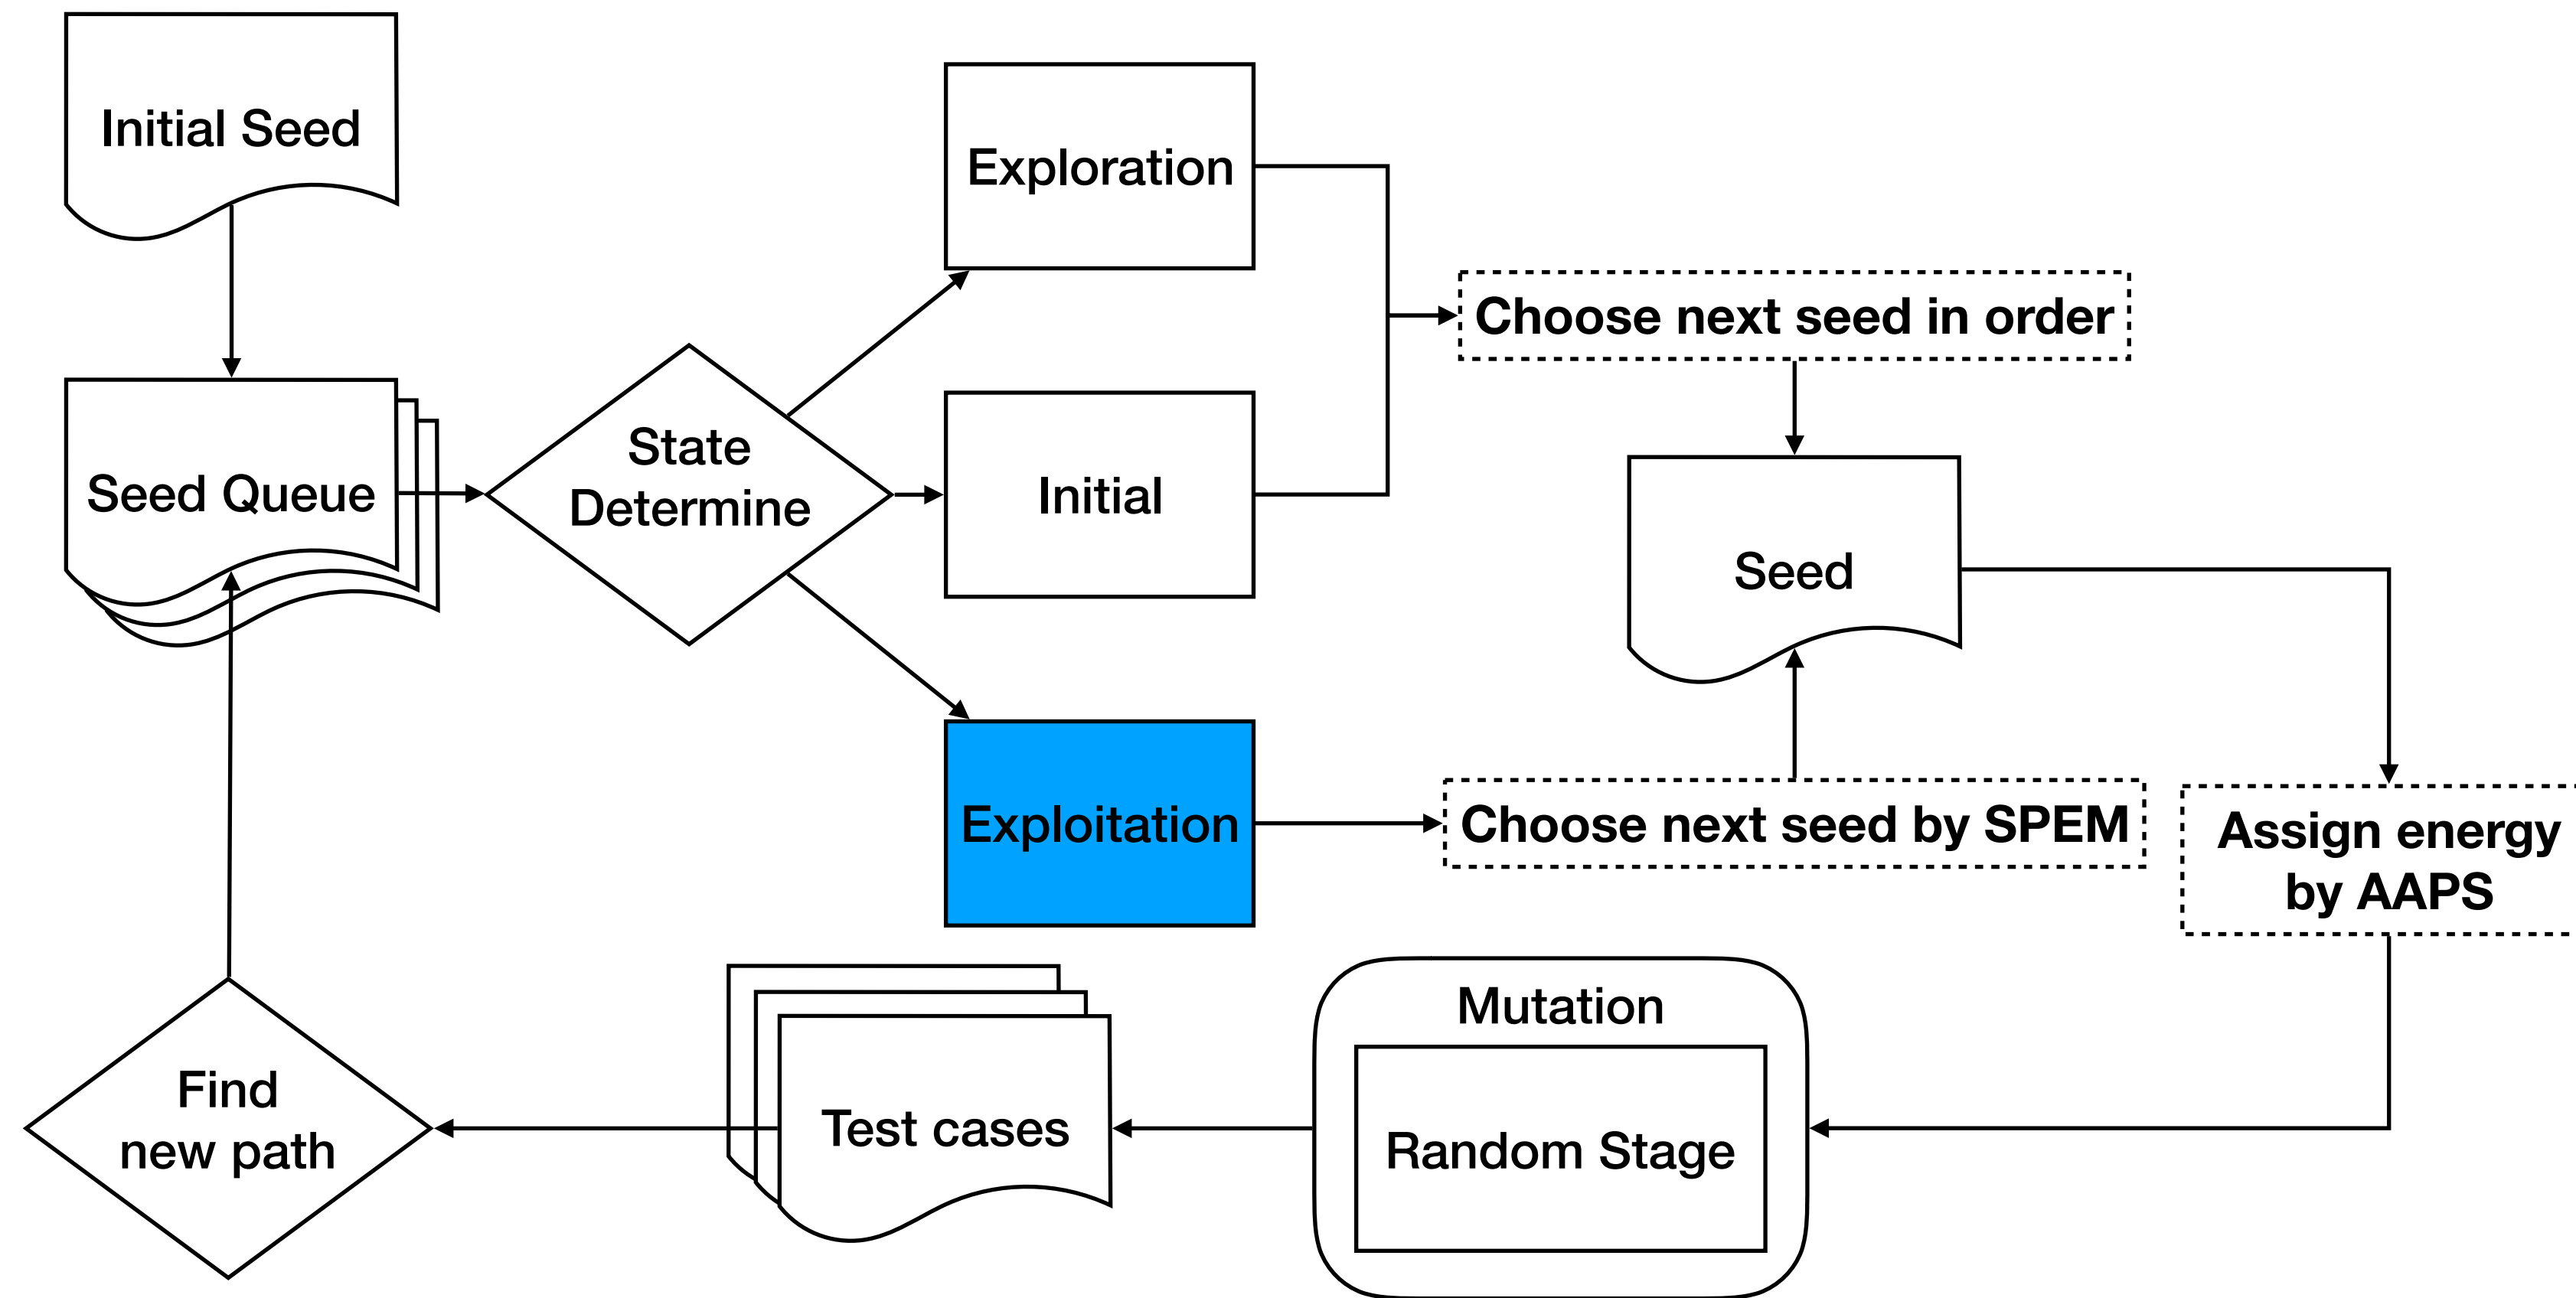 Initial Seed
Exploration
Choose next seed in order
State
Determine
Seed Queue
Initial
Seed
Exploitation
Choose next seed by SPEM
Assign energy
by AAPS
Mutation
Random Stage
Test cases
Find
new path